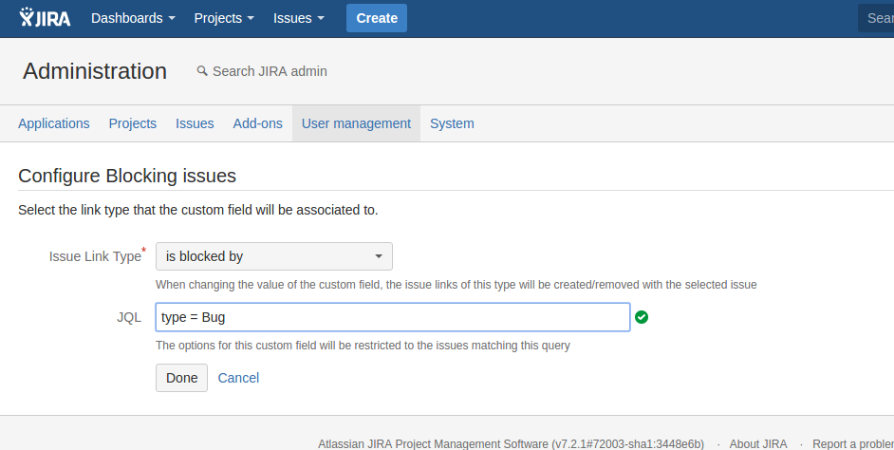 JIRA Dashboards Projects Issues Create Sear
Administration Search JIRA admin
Applications Projects Issues Add-ons User management System
Configure Blocking issues
Select the link type that the custom field will be associated to.
Issue Link Type* is blocked by
When changing the value of the custom field, the issue links of this type will be created/removed with the selected issue
JQL type = Bug
The options for this custom field will be restricted to the issues matching this query
Done Cancel
Atlassian JIRA Project Management Software (v7.2.1#72003-sha1:3448e6b) · About JIRA · Report a problem